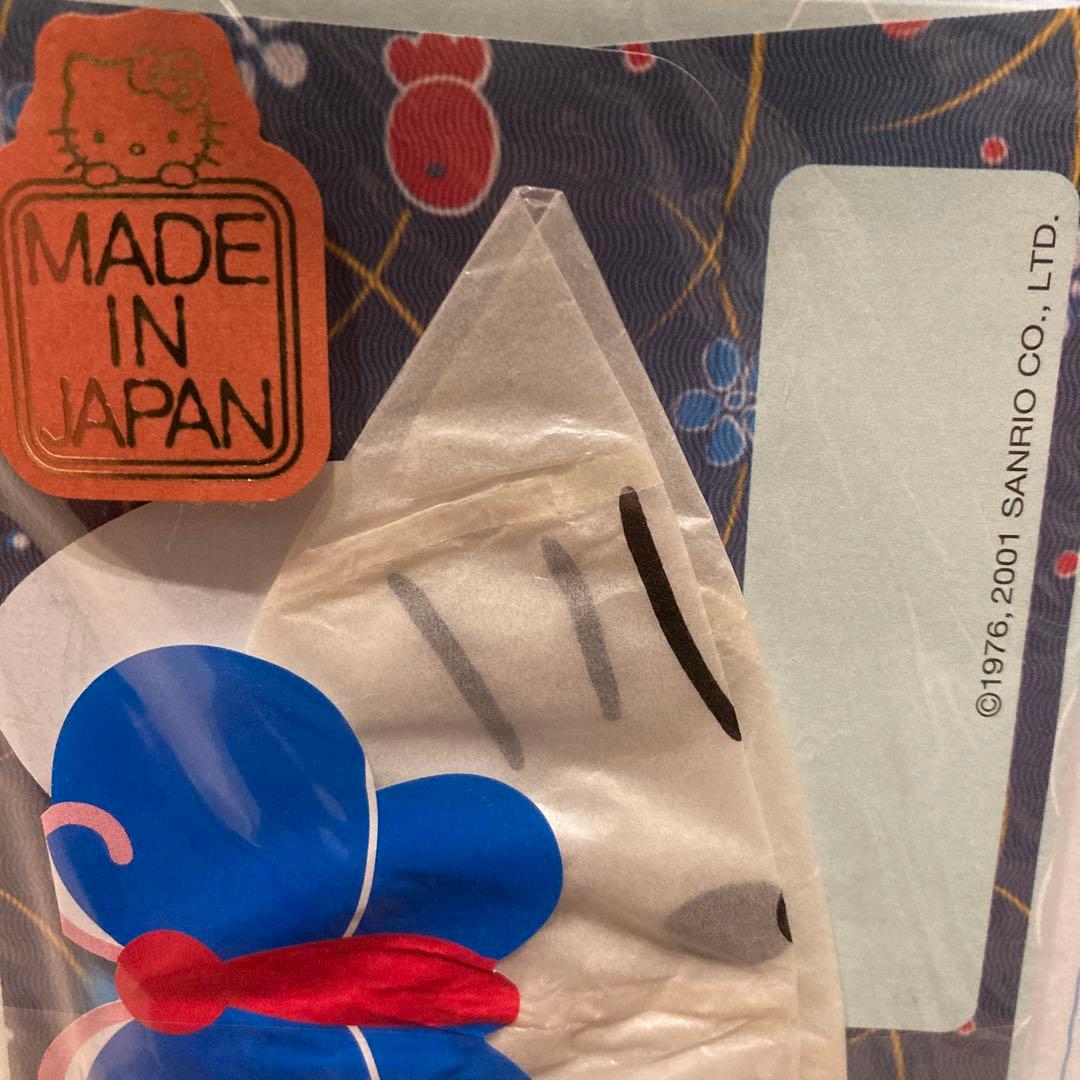 MADE
IN
JAPAN
©1976, 2001 SANRIO CO., LTD.